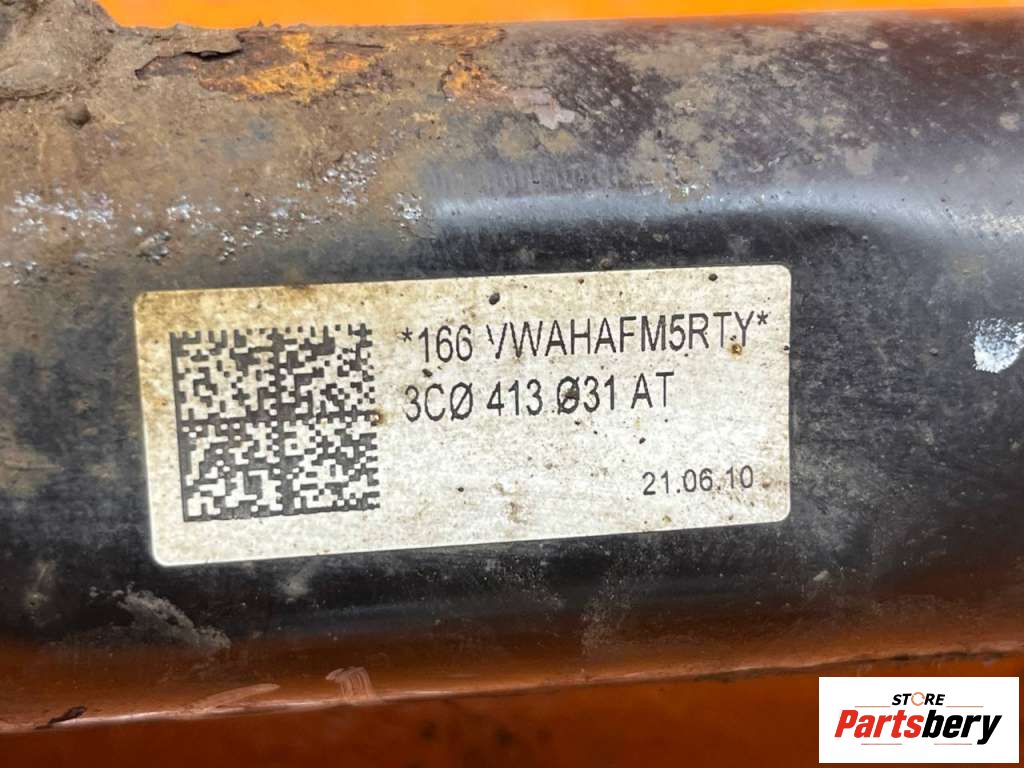 *166 VWAHAFM5RTY*
3CØ 413 Ø31 AT
21.06.10
STORE
Partsbery